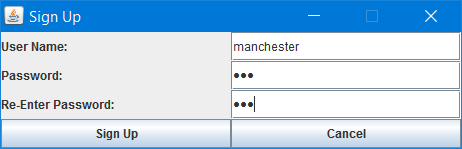 Sign Up
User Name: manchester
Password: •••
Re-Enter Password: •••
Sign Up Cancel